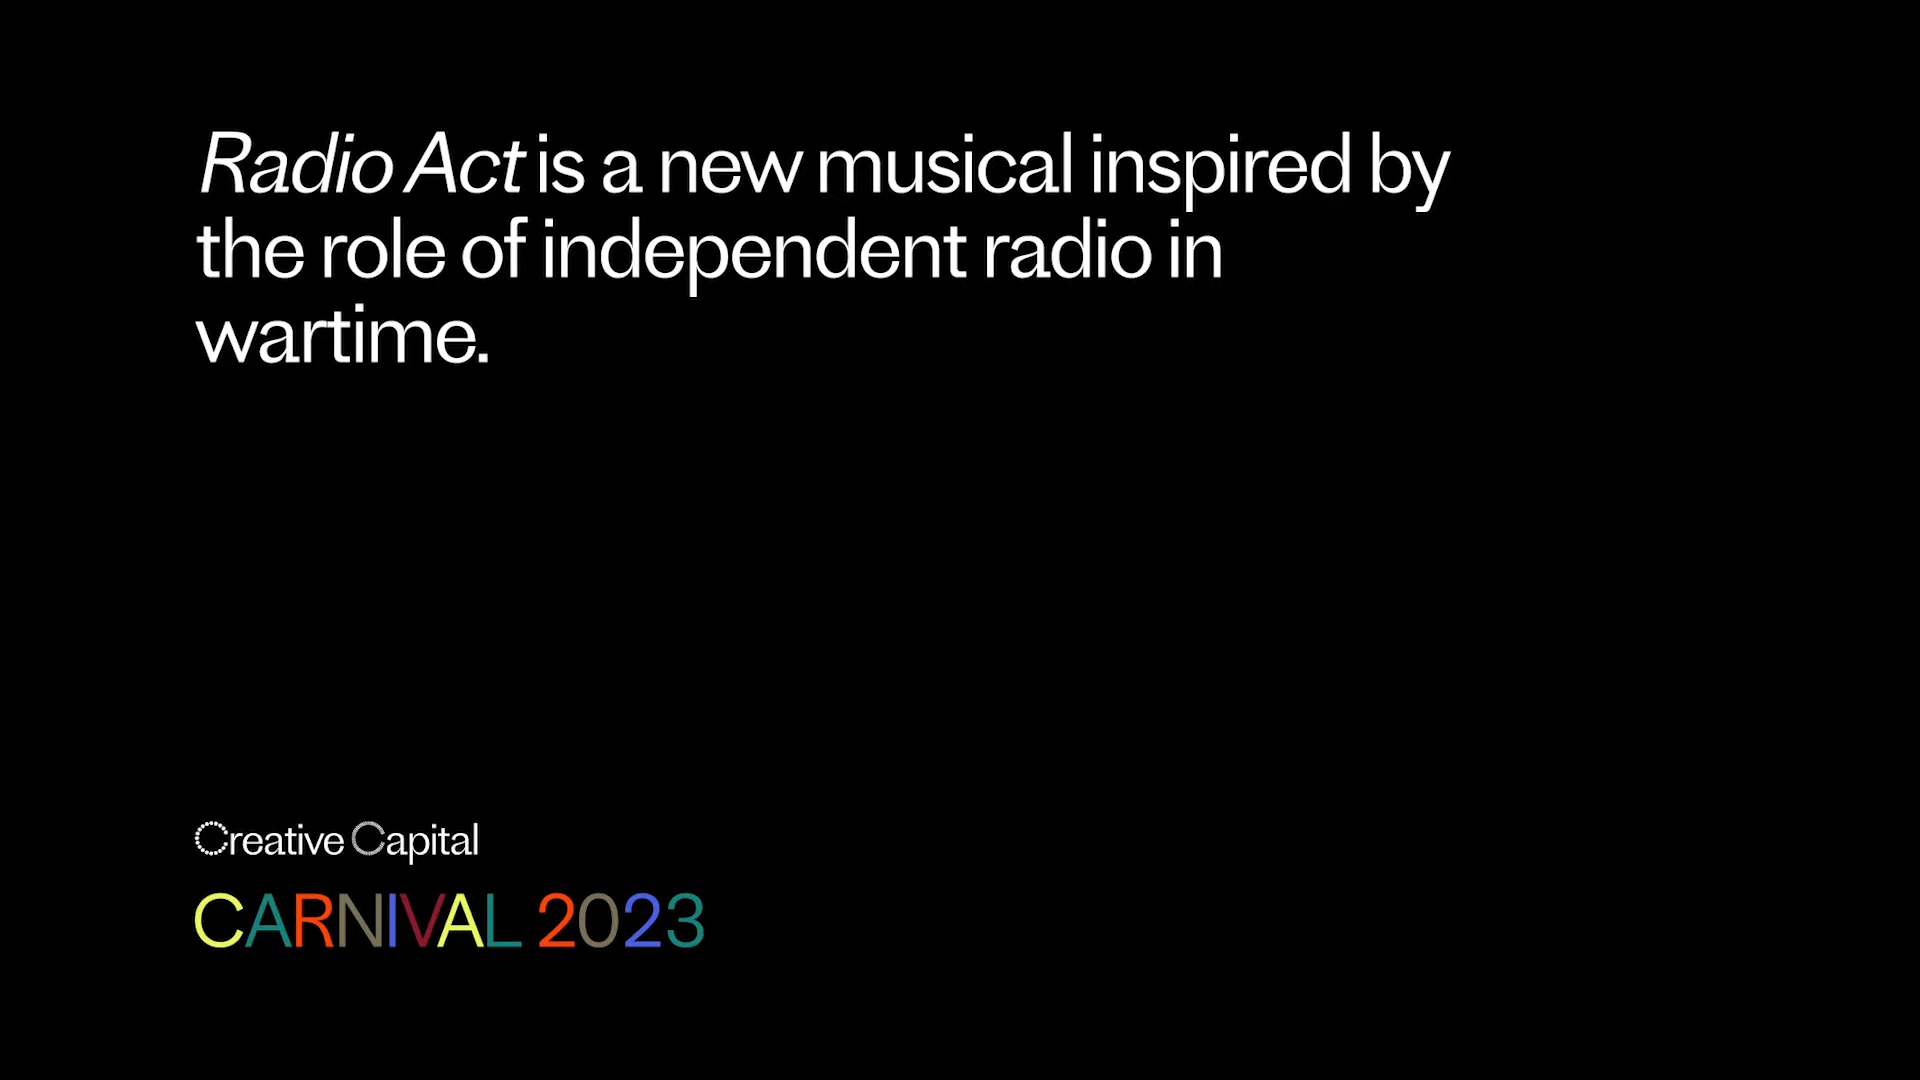 Radio Act is a new musical inspired by
the role of independent radio in
wartime.
Creative Capital
CARNIVAL 2023